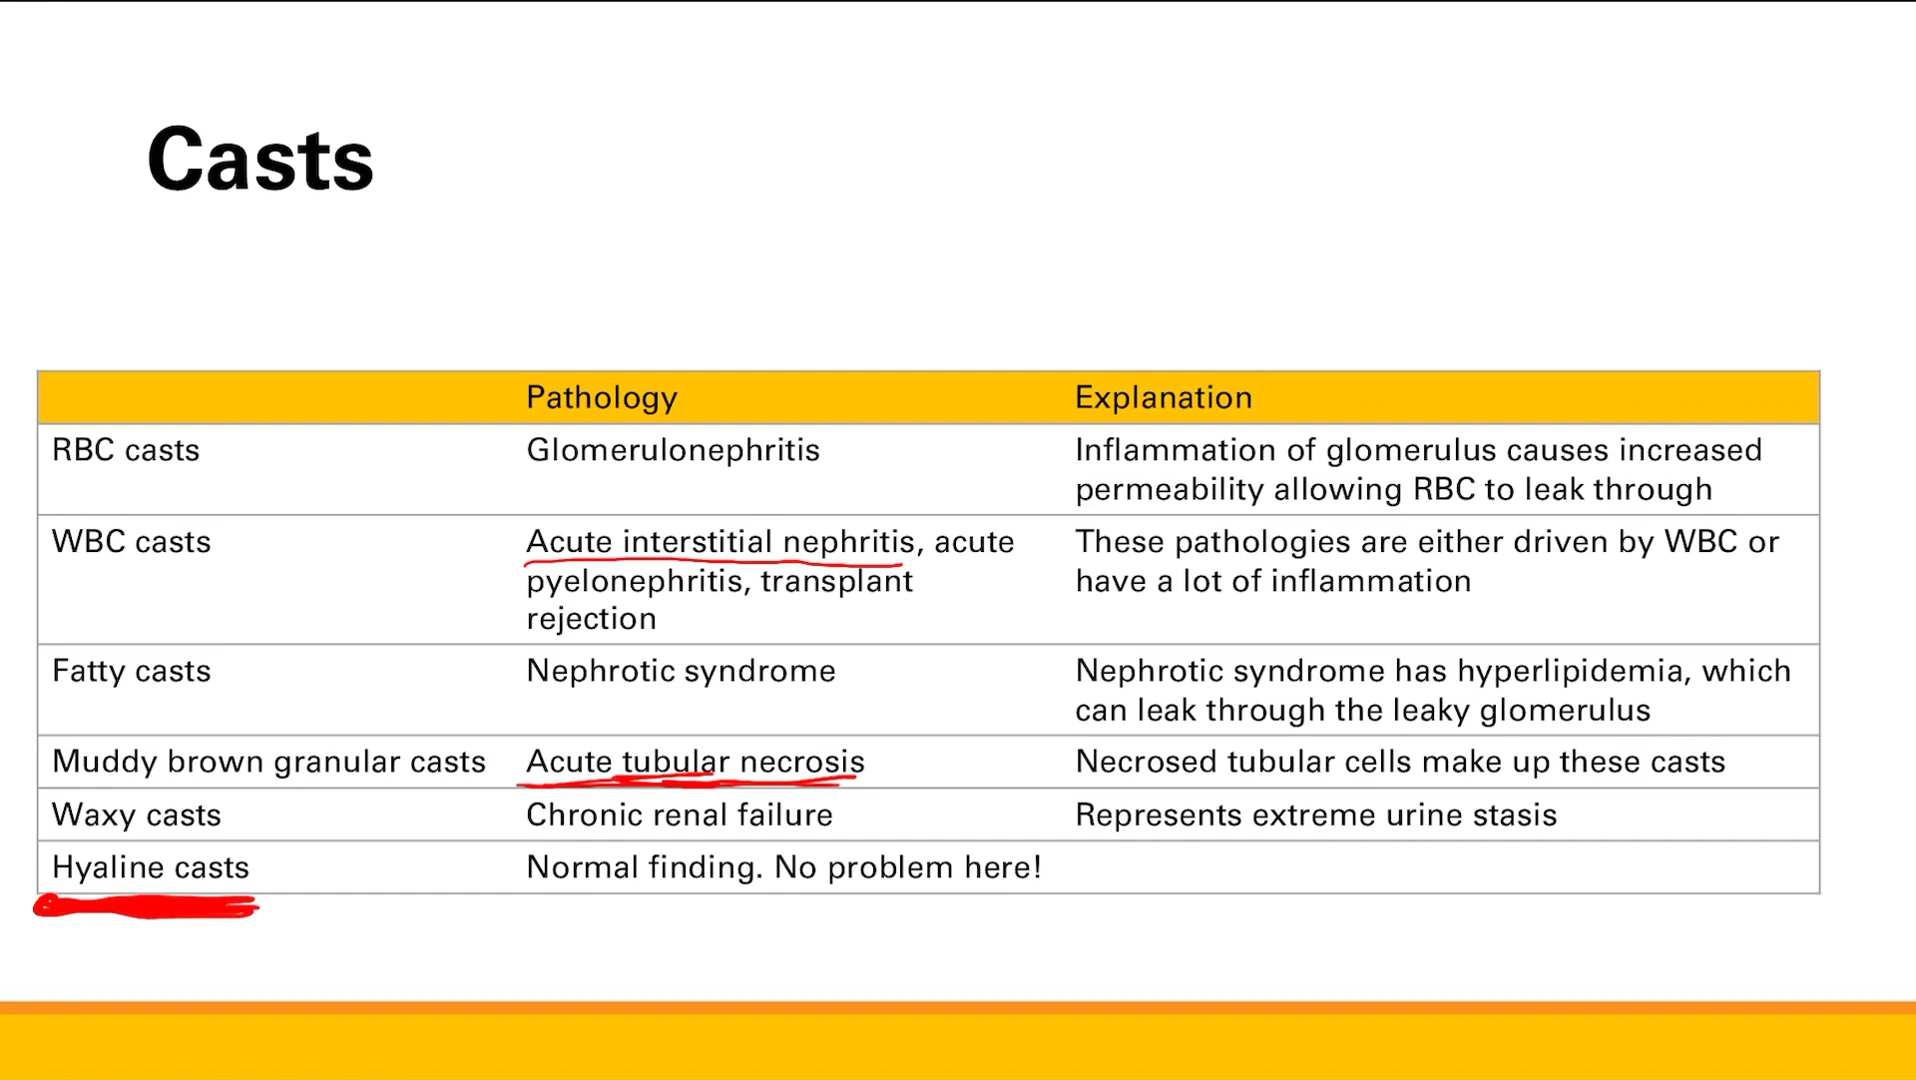 Casts
Pathology Explanation
RBC casts Glomerulonephritis Inflammation of glomerulus causes increased
permeability allowing RBC to leak through
WBC casts Acute interstitial nephritis, acute These pathologies are either driven by WBC or
pyelonephritis, transplant have a lot of inflammation
rejection
Fatty casts Nephrotic syndrome Nephrotic syndrome has hyperlipidemia, which
can leak through the leaky glomerulus
Muddy brown granular casts Acute tubular necrosis Necrosed tubular cells make up these casts
Waxy casts Chronic renal failure Represents extreme urine stasis
Hyaline casts Normal finding. No problem here!